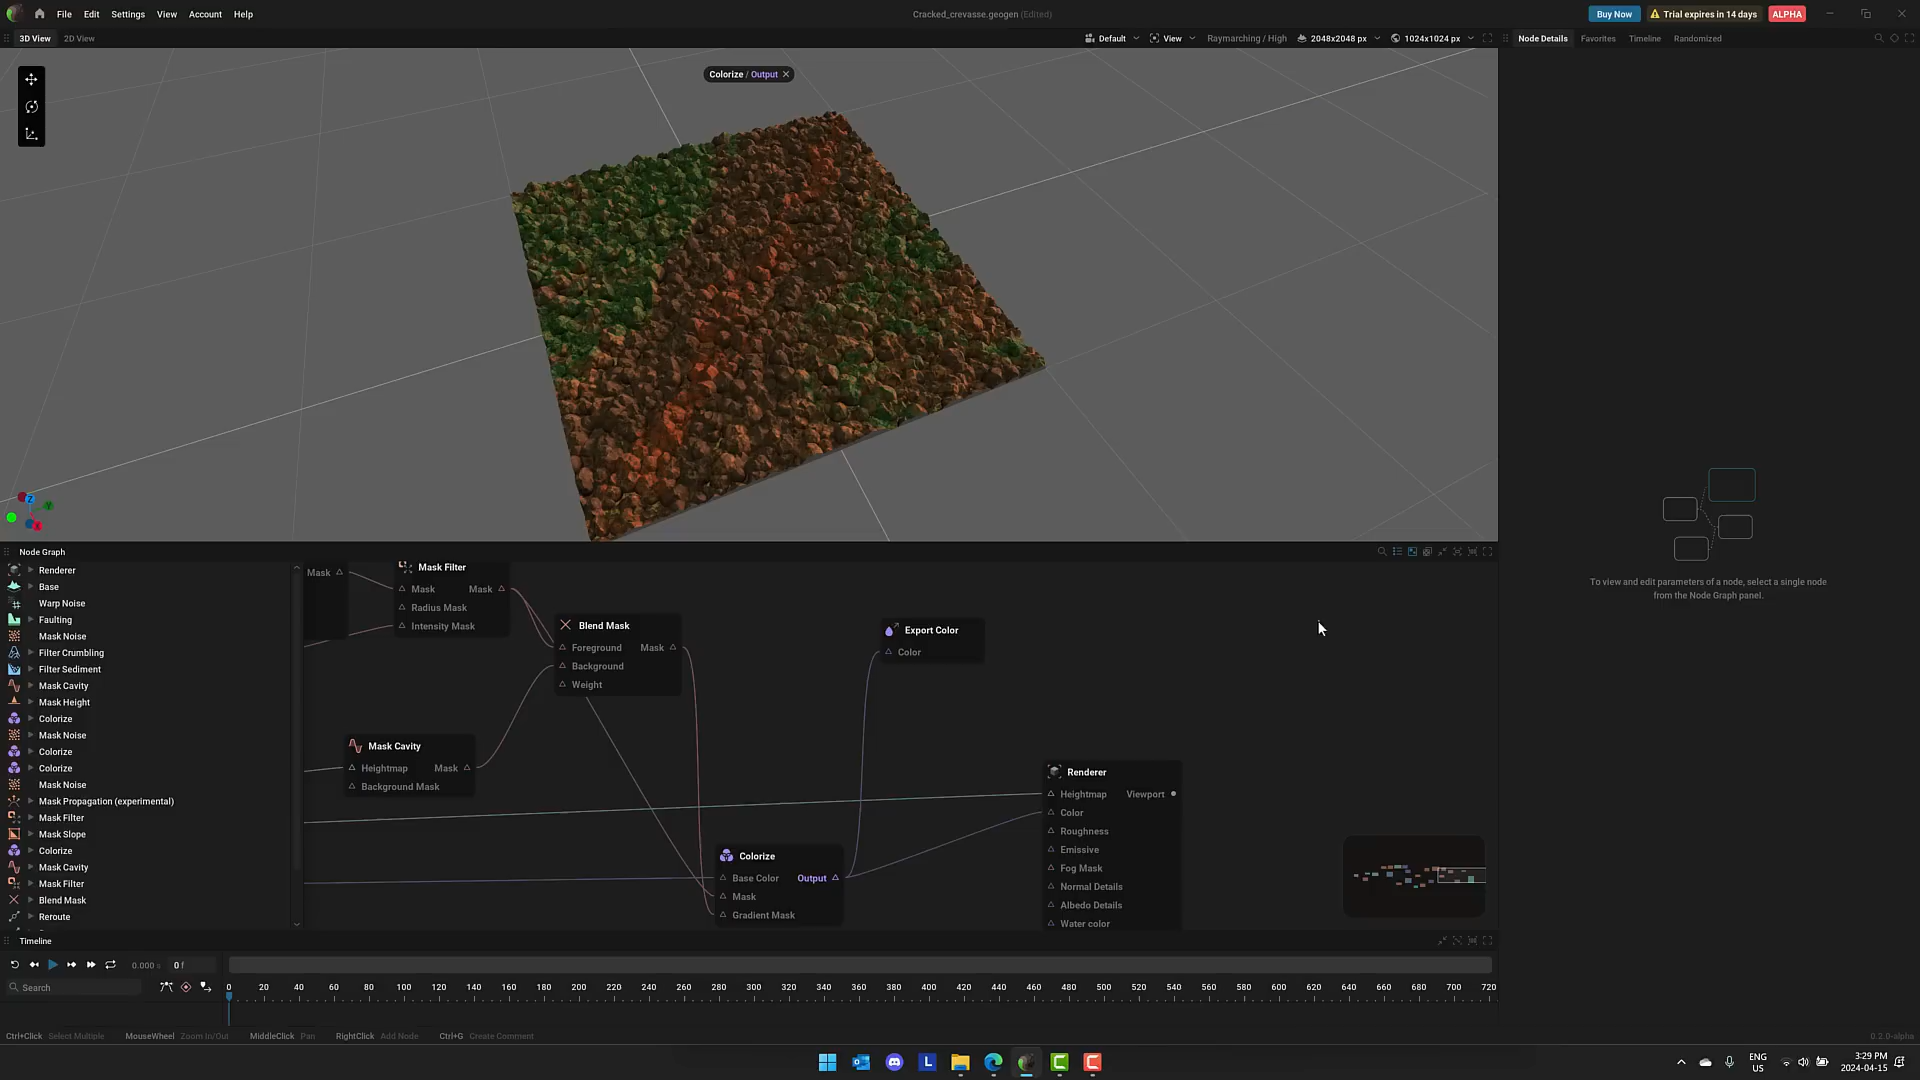 File Edit Settings View Account Help
Cracked_crevasse.geogen (Edited)
Buy Now
Trial expires in 14 days
ALPHA
3D View 2D View
Default
View
Raymarching / High
2048x2048 px
1024x1024 px
Node Details Favorites Timeline Randomized
Colorize / Output
To view and edit parameters of a node, select a single node
from the Node Graph panel.
Node Graph
Renderer
Base
Warp Noise
Faulting
Mask Noise
Filter Crumbling
Filter Sediment
Mask Cavity
Mask Height
Colorize
Mask Noise
Colorize
Colorize
Mask Noise
Mask Propagation (experimental)
Mask Filter
Mask Slope
Colorize
Mask Cavity
Mask Filter
Blend Mask
Reroute
Mask
Mask Filter
Mask Mask
Radius Mask
Intensity Mask
Blend Mask
Foreground Mask
Background
Weight
Mask Cavity
Heightmap Mask
Background Mask
Export Color
Color
Colorize
Base Color Output
Mask
Gradient Mask
Renderer
Heightmap Viewport
Color
Roughness
Emissive
Fog Mask
Normal Details
Albedo Details
Water color
Timeline
0.000 s 0 f
Search
0 20 40 60 80 100 120 140 160 180 200 220 240 260 280 300 320 340 360 380 400 420 440 460 480 500 520 540 560 580 600 620 640 660 680 700 720
Ctrl+Click Select Multiple MouseWheel Zoom In/Out MiddleClick Pan RightClick Add Node Ctrl+G Create Comment
0.2.0-alpha
L
ENG
US
3:29 PM
2024-04-15